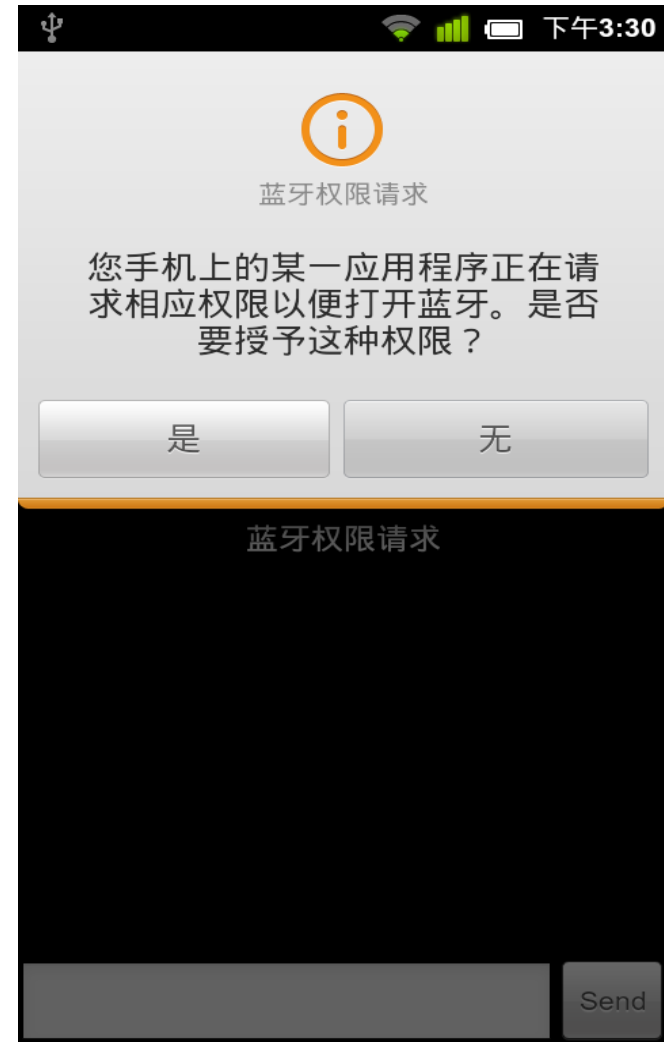 下午3:30
蓝牙权限请求
您手机上的某一应用程序正在请
求相应权限以便打开蓝牙。是否
要授予这种权限？
是
无
蓝牙权限请求
Send